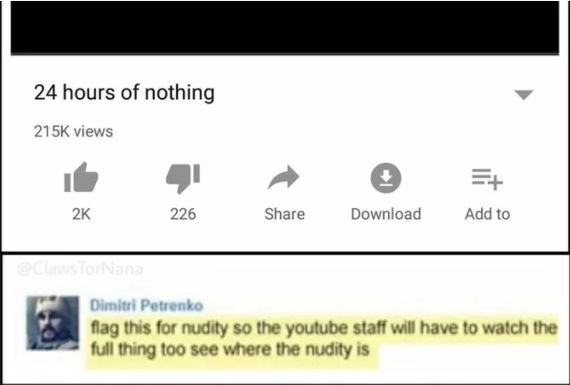 24 hours of nothing
215K views
2K 226 Share Download Add to
@ClawsTorNana
Dimitri Petrenko
flag this for nudity so the youtube staff will have to watch the
full thing too see where the nudity is